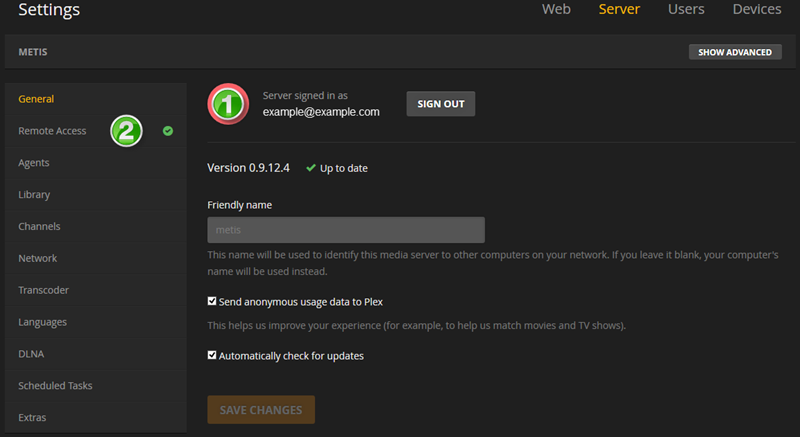 Settings
Web Server Users Devices
METIS
SHOW ADVANCED
General
Remote Access
Agents
Library
Channels
Network
Transcoder
Languages
DLNA
Scheduled Tasks
Extras
1
2
Server signed in as
example@example.com
SIGN OUT
Version 0.9.12.4
Up to date
Friendly name
metis
This name will be used to identify this media server to other computers on your network. If you leave it blank, your computer's
name will be used instead.
Send anonymous usage data to Plex
This helps us improve your experience (for example, to help us match movies and TV shows).
Automatically check for updates
SAVE CHANGES